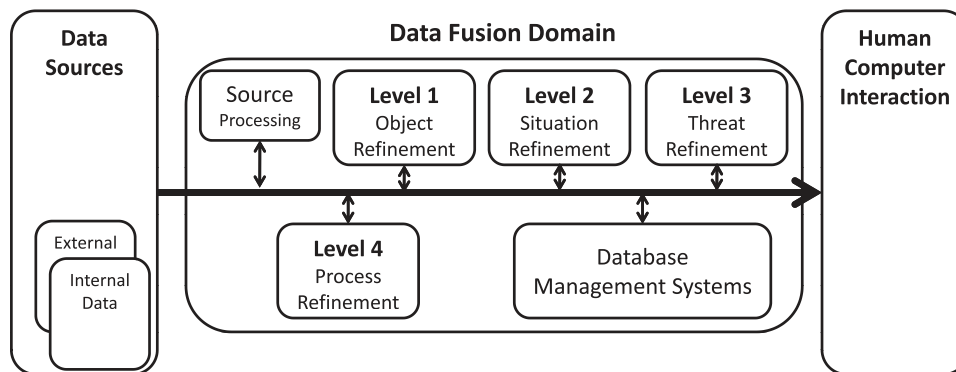 Data
Sources
External
Internal
Data
Data Fusion Domain
Source
Processing
Level 1
Object
Refinement
Level 2
Situation
Refinement
Level 3
Threat
Refinement
Level 4
Process
Refinement
Database
Management Systems
Human
Computer
Interaction